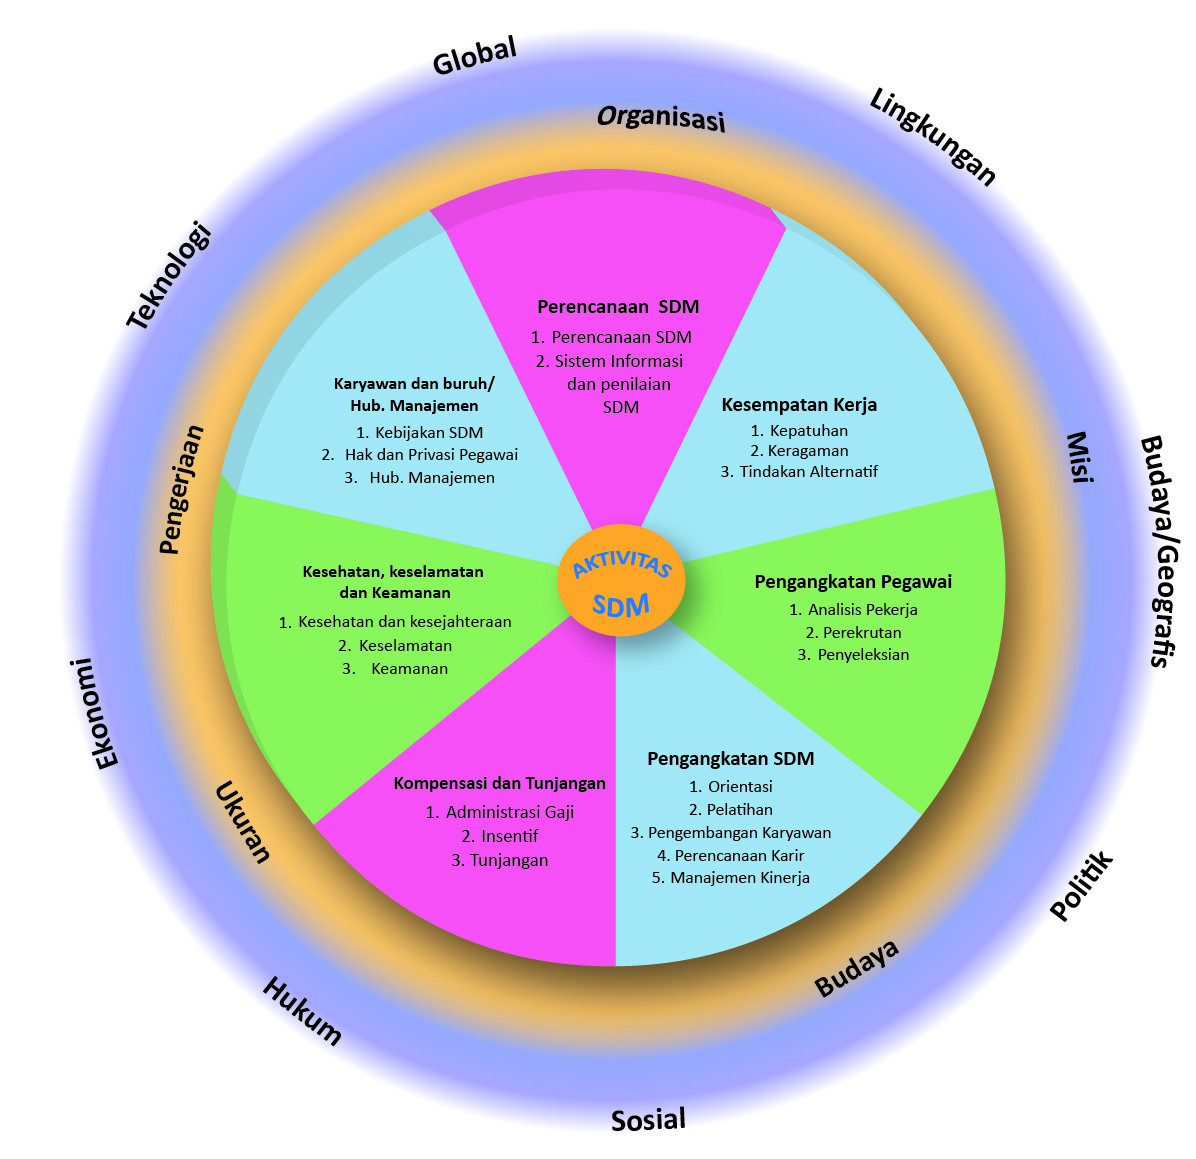 Global
Lingkungan
Organisasi
Teknologi
Perencanaan  SDM
1. Perencanaan SDM
2. Sistem Informasi
dan penilaian
SDM
Karyawan dan buruh/
Hub. Manajemen
1. Kebijakan SDM
2. Hak dan Privasi Pegawai
3. Hub. Manajemen
Kesempatan Kerja
1. Kepatuhan
2. Keragaman
3. Tindakan Alternatif
Misi
Budaya/Geografis
Pengerjaan
AKTIVITAS
SDM
Kesehatan, keselamatan
dan Keamanan
1. Kesehatan dan kesejahteraan
2. Keselamatan
3. Keamanan
Pengangkatan Pegawai
1. Analisis Pekerja
2. Perekrutan
3. Penyeleksian
Ekonomi
Ukuran
Kompensasi dan Tunjangan
1. Administrasi Gaji
2. Insentif
3. Tunjangan
Pengangkatan SDM
1. Orientasi
2. Pelatihan
3. Pengembangan Karyawan
4. Perencanaan Karir
5. Manajemen Kinerja
Politik
Budaya
Hukum
Sosial